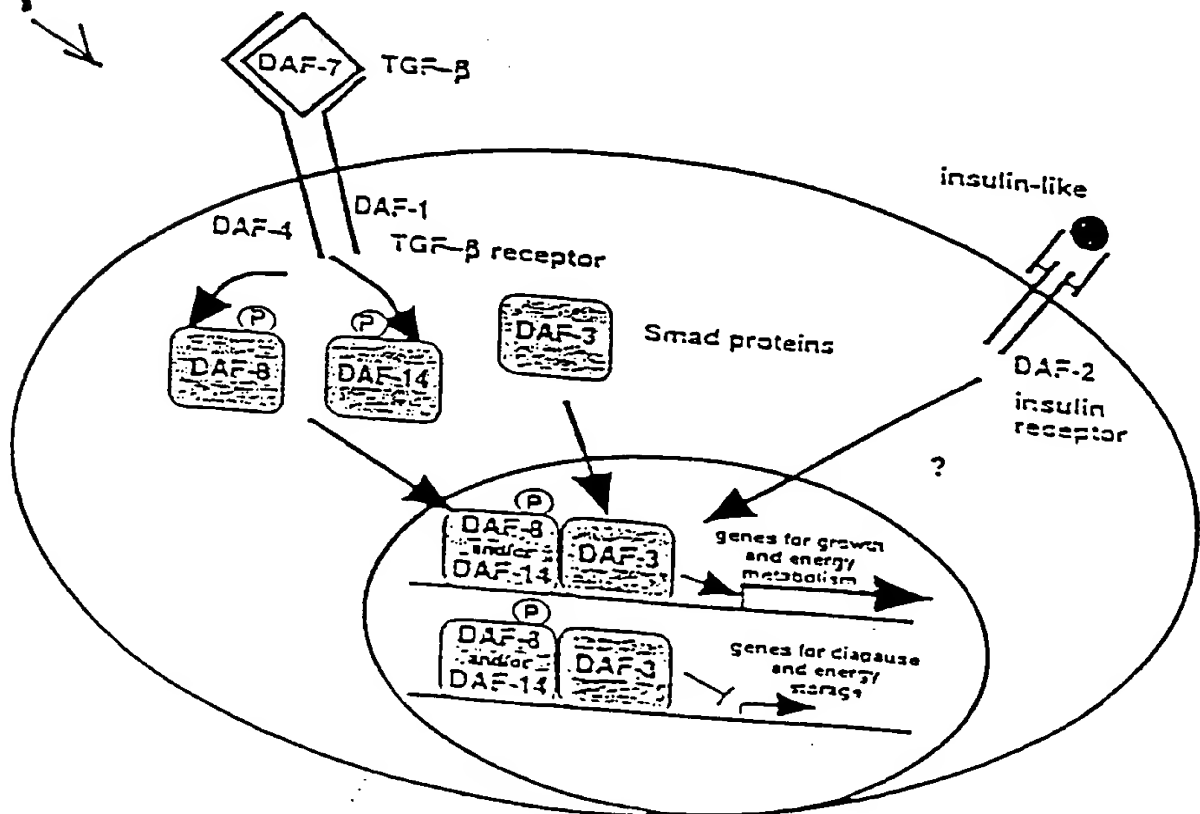 DAF-7
TGF-β
DAF-4
DAF-1
TGF-β receptor
insulin-like
P
P
DAF-8
DAF-14
DAF-3
Smad proteins
DAF-2
insulin
receptor
?
P
DAF-8
and/or
DAF-14
DAF-3
genes for growth
and energy
metabolism
P
DAF-8
and/or
DAF-14
DAF-3
genes for diapause
and energy
storage